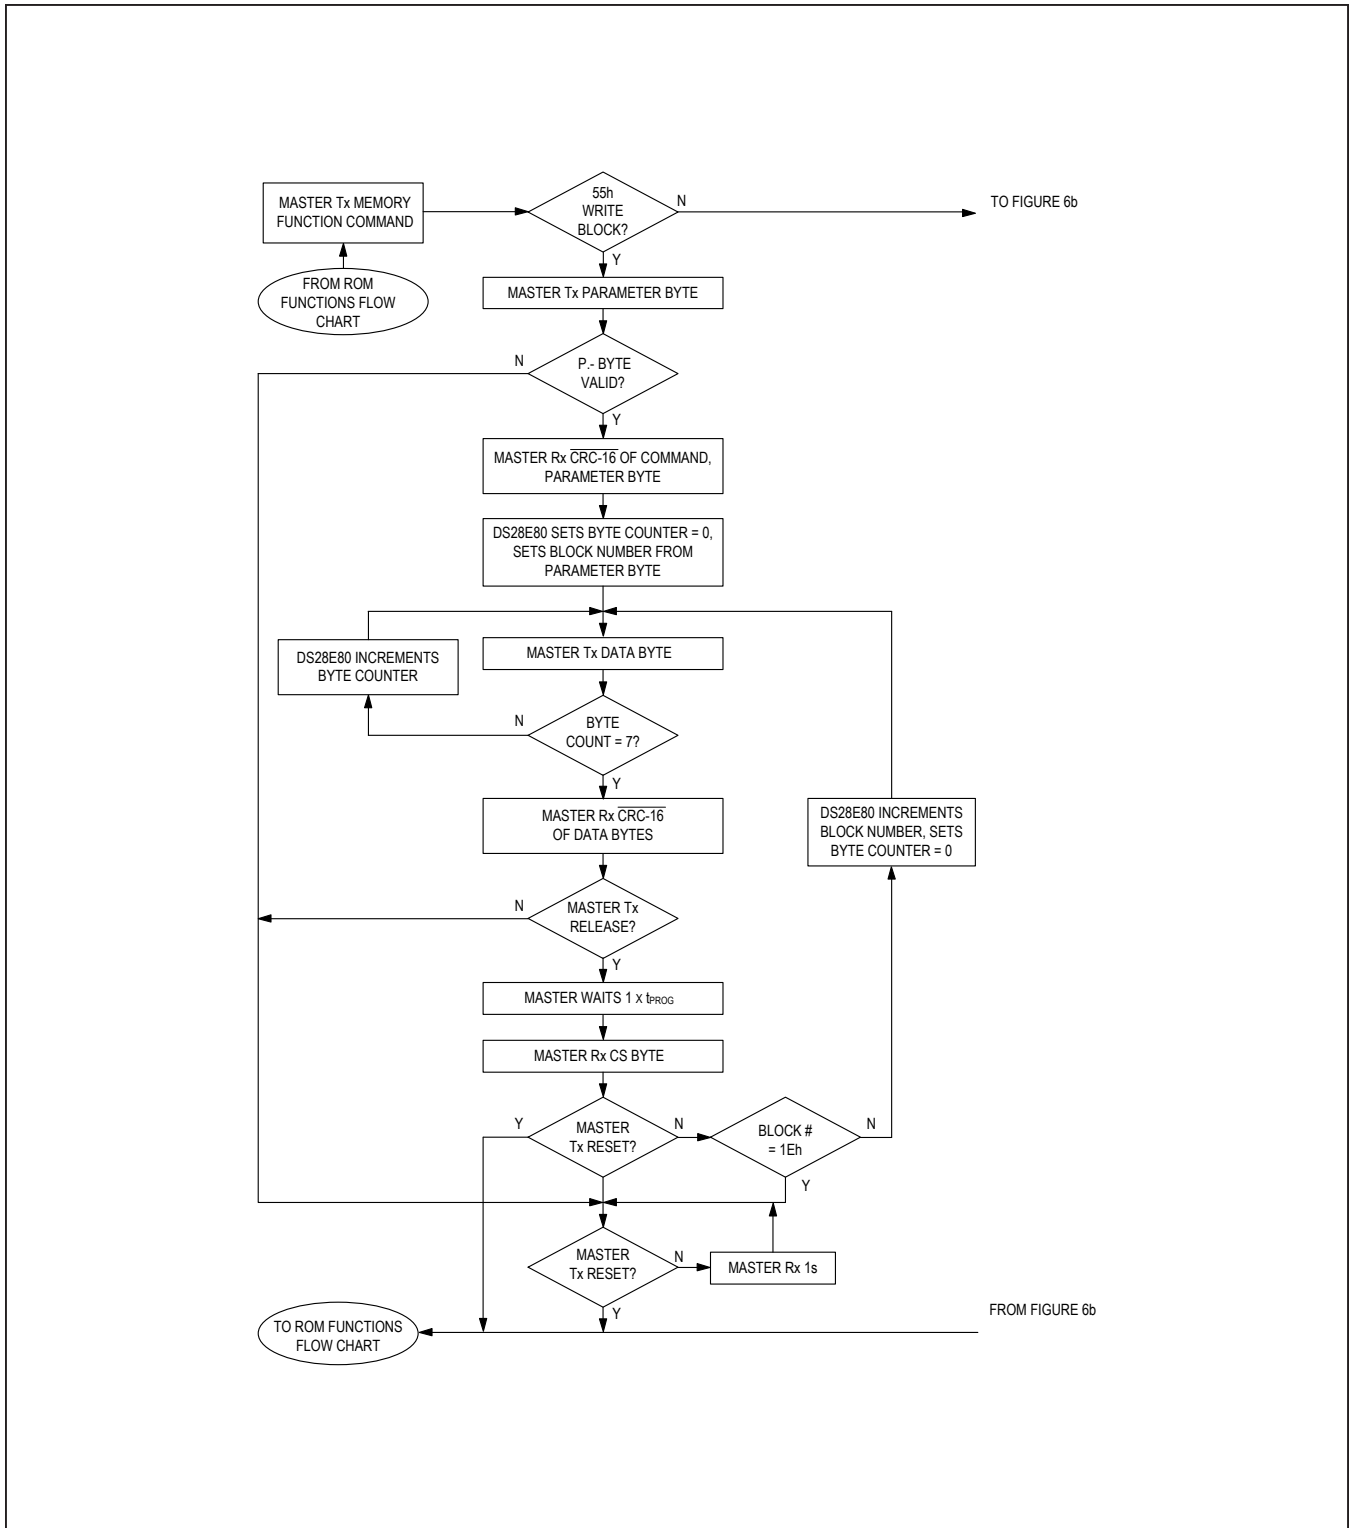 55h
WRITE
BLOCK?
N
TO FIGURE 6b
MASTER Tx MEMORY
FUNCTION COMMAND
Y
FROM ROM
FUNCTIONS FLOW
CHART
MASTER Tx PARAMETER BYTE
N
P.- BYTE
VALID?
Y
MASTER Rx CRC-16 OF COMMAND,
PARAMETER BYTE
DS28E80 SETS BYTE COUNTER = 0,
SETS BLOCK NUMBER FROM
PARAMETER BYTE
DS28E80 INCREMENTS
BYTE COUNTER
MASTER Tx DATA BYTE
N
BYTE
COUNT = 7?
Y
MASTER Rx CRC-16
OF DATA BYTES
DS28E80 INCREMENTS
BLOCK NUMBER, SETS
BYTE COUNTER = 0
N
MASTER Tx
RELEASE?
Y
MASTER WAITS 1 x tPROG
MASTER Rx CS BYTE
Y
MASTER
Tx RESET?
N
BLOCK #
= 1Eh
N
Y
MASTER
Tx RESET?
N
MASTER Rx 1s
Y
FROM FIGURE 6b
TO ROM FUNCTIONS
FLOW CHART